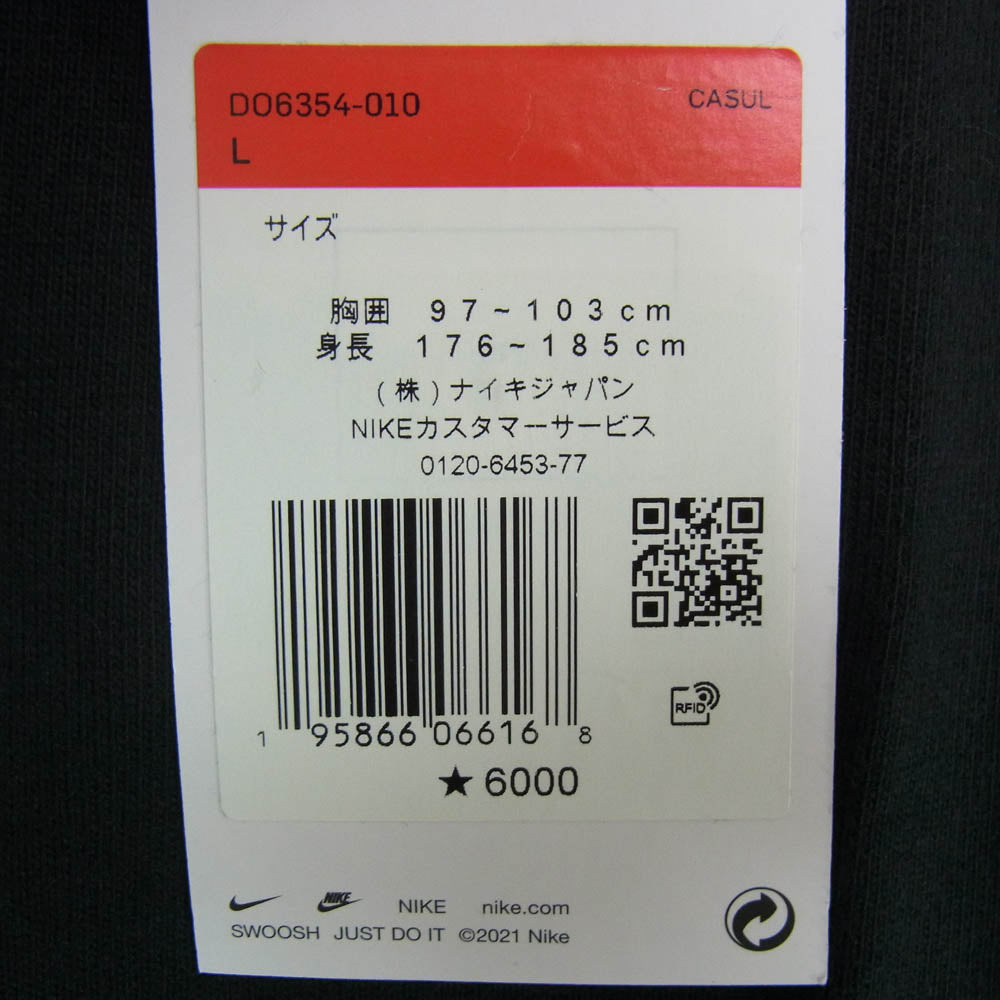 DO6354-010 CASUL
L
サイズ
胸囲 97~103cm
身長 176~185cm
(株)ナイキジャパン
NIKEカスタマーサービス
0120-6453-77
1 95866 06616 8
RFID
★6000
NIKE NIKE nike.com
SWOOSH JUST DO IT ©2021 Nike